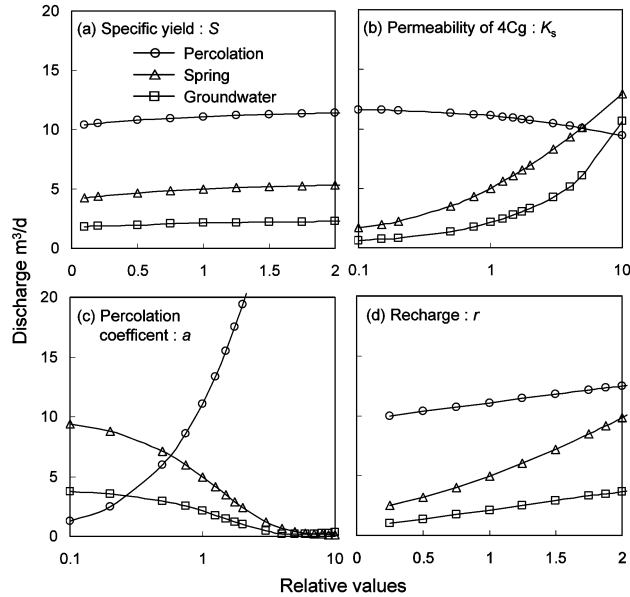 (a) Specific yield : S
Percolation
Spring
Groundwater
(b) Permeability of 4Cg : Ks
20
15
10
5
0
0 0.5 1 1.5 2
0.1 1 10
(c) Percolation
coefficent : a
(d) Recharge : r
20
15
10
5
0
0.1 1 10
0 0.5 1 1.5 2
Discharge m³/d
Relative values